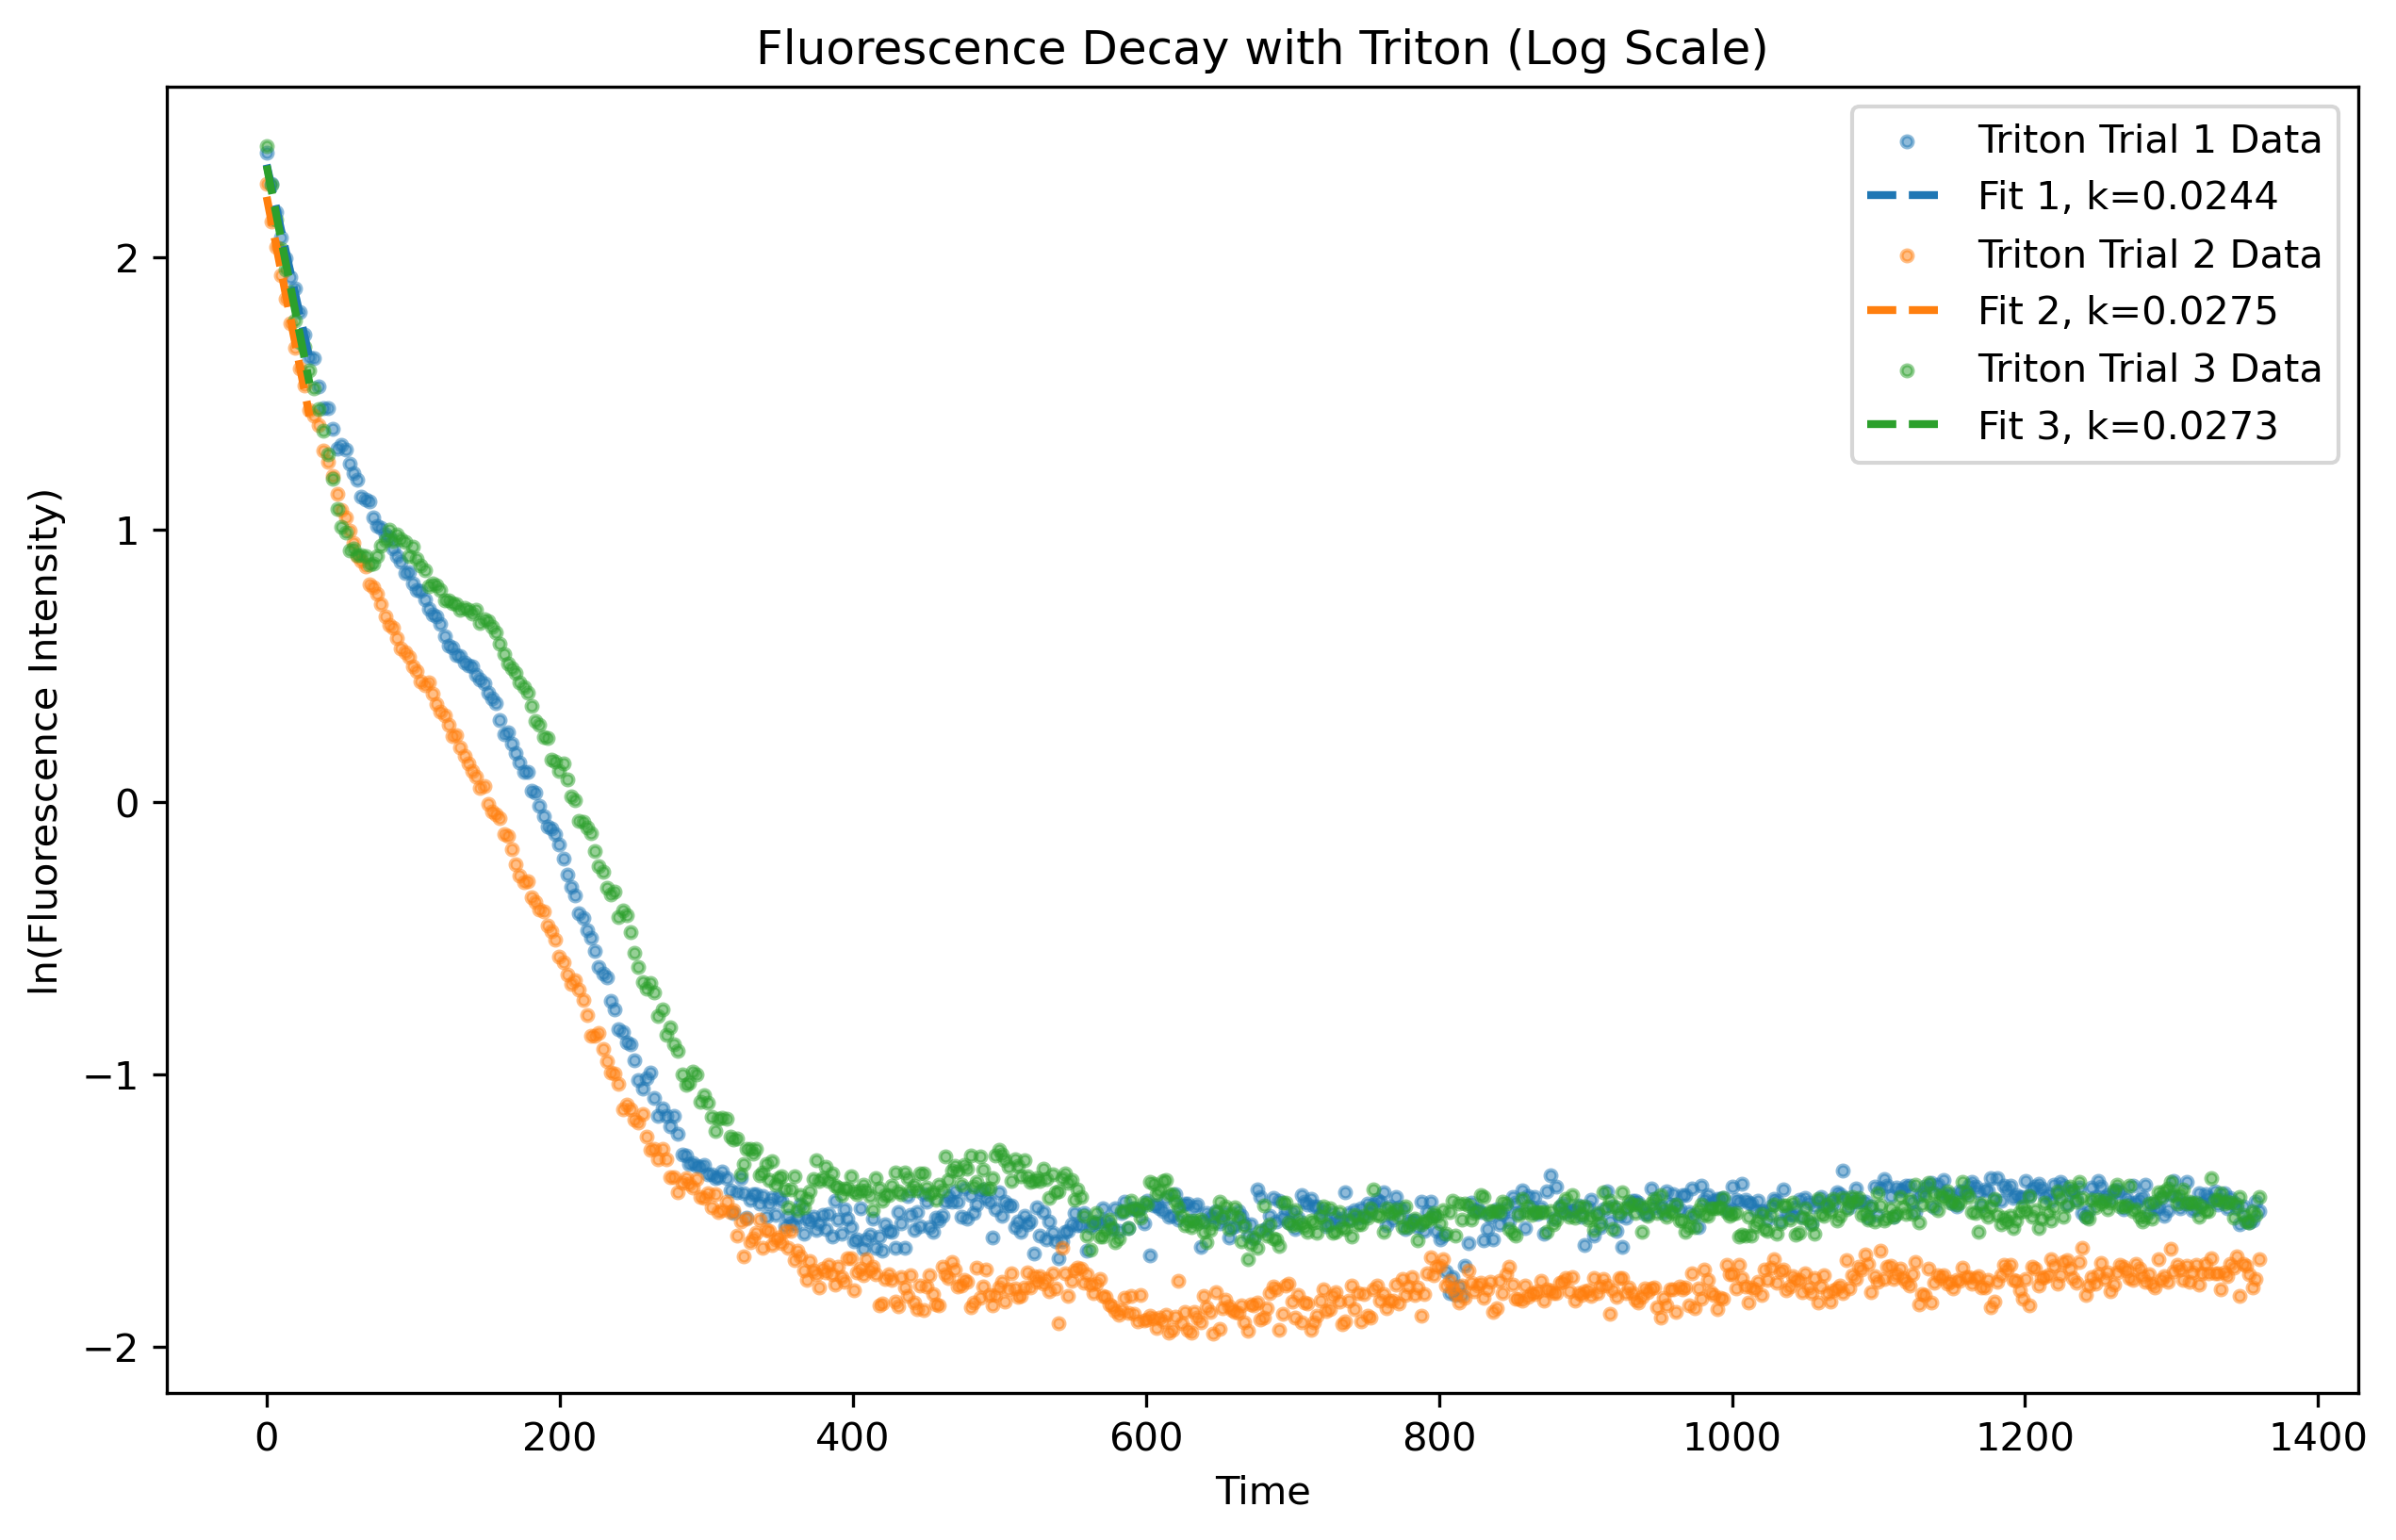 Fluorescence Decay with Triton (Log Scale)
Triton Trial 1 Data
Fit 1, k=0.0244
Triton Trial 2 Data
Fit 2, k=0.0275
Triton Trial 3 Data
Fit 3, k=0.0273
ln(Fluorescence Intensity)
2
1
0
−1
−2
0 200 400 600 800 1000 1200 1400
Time